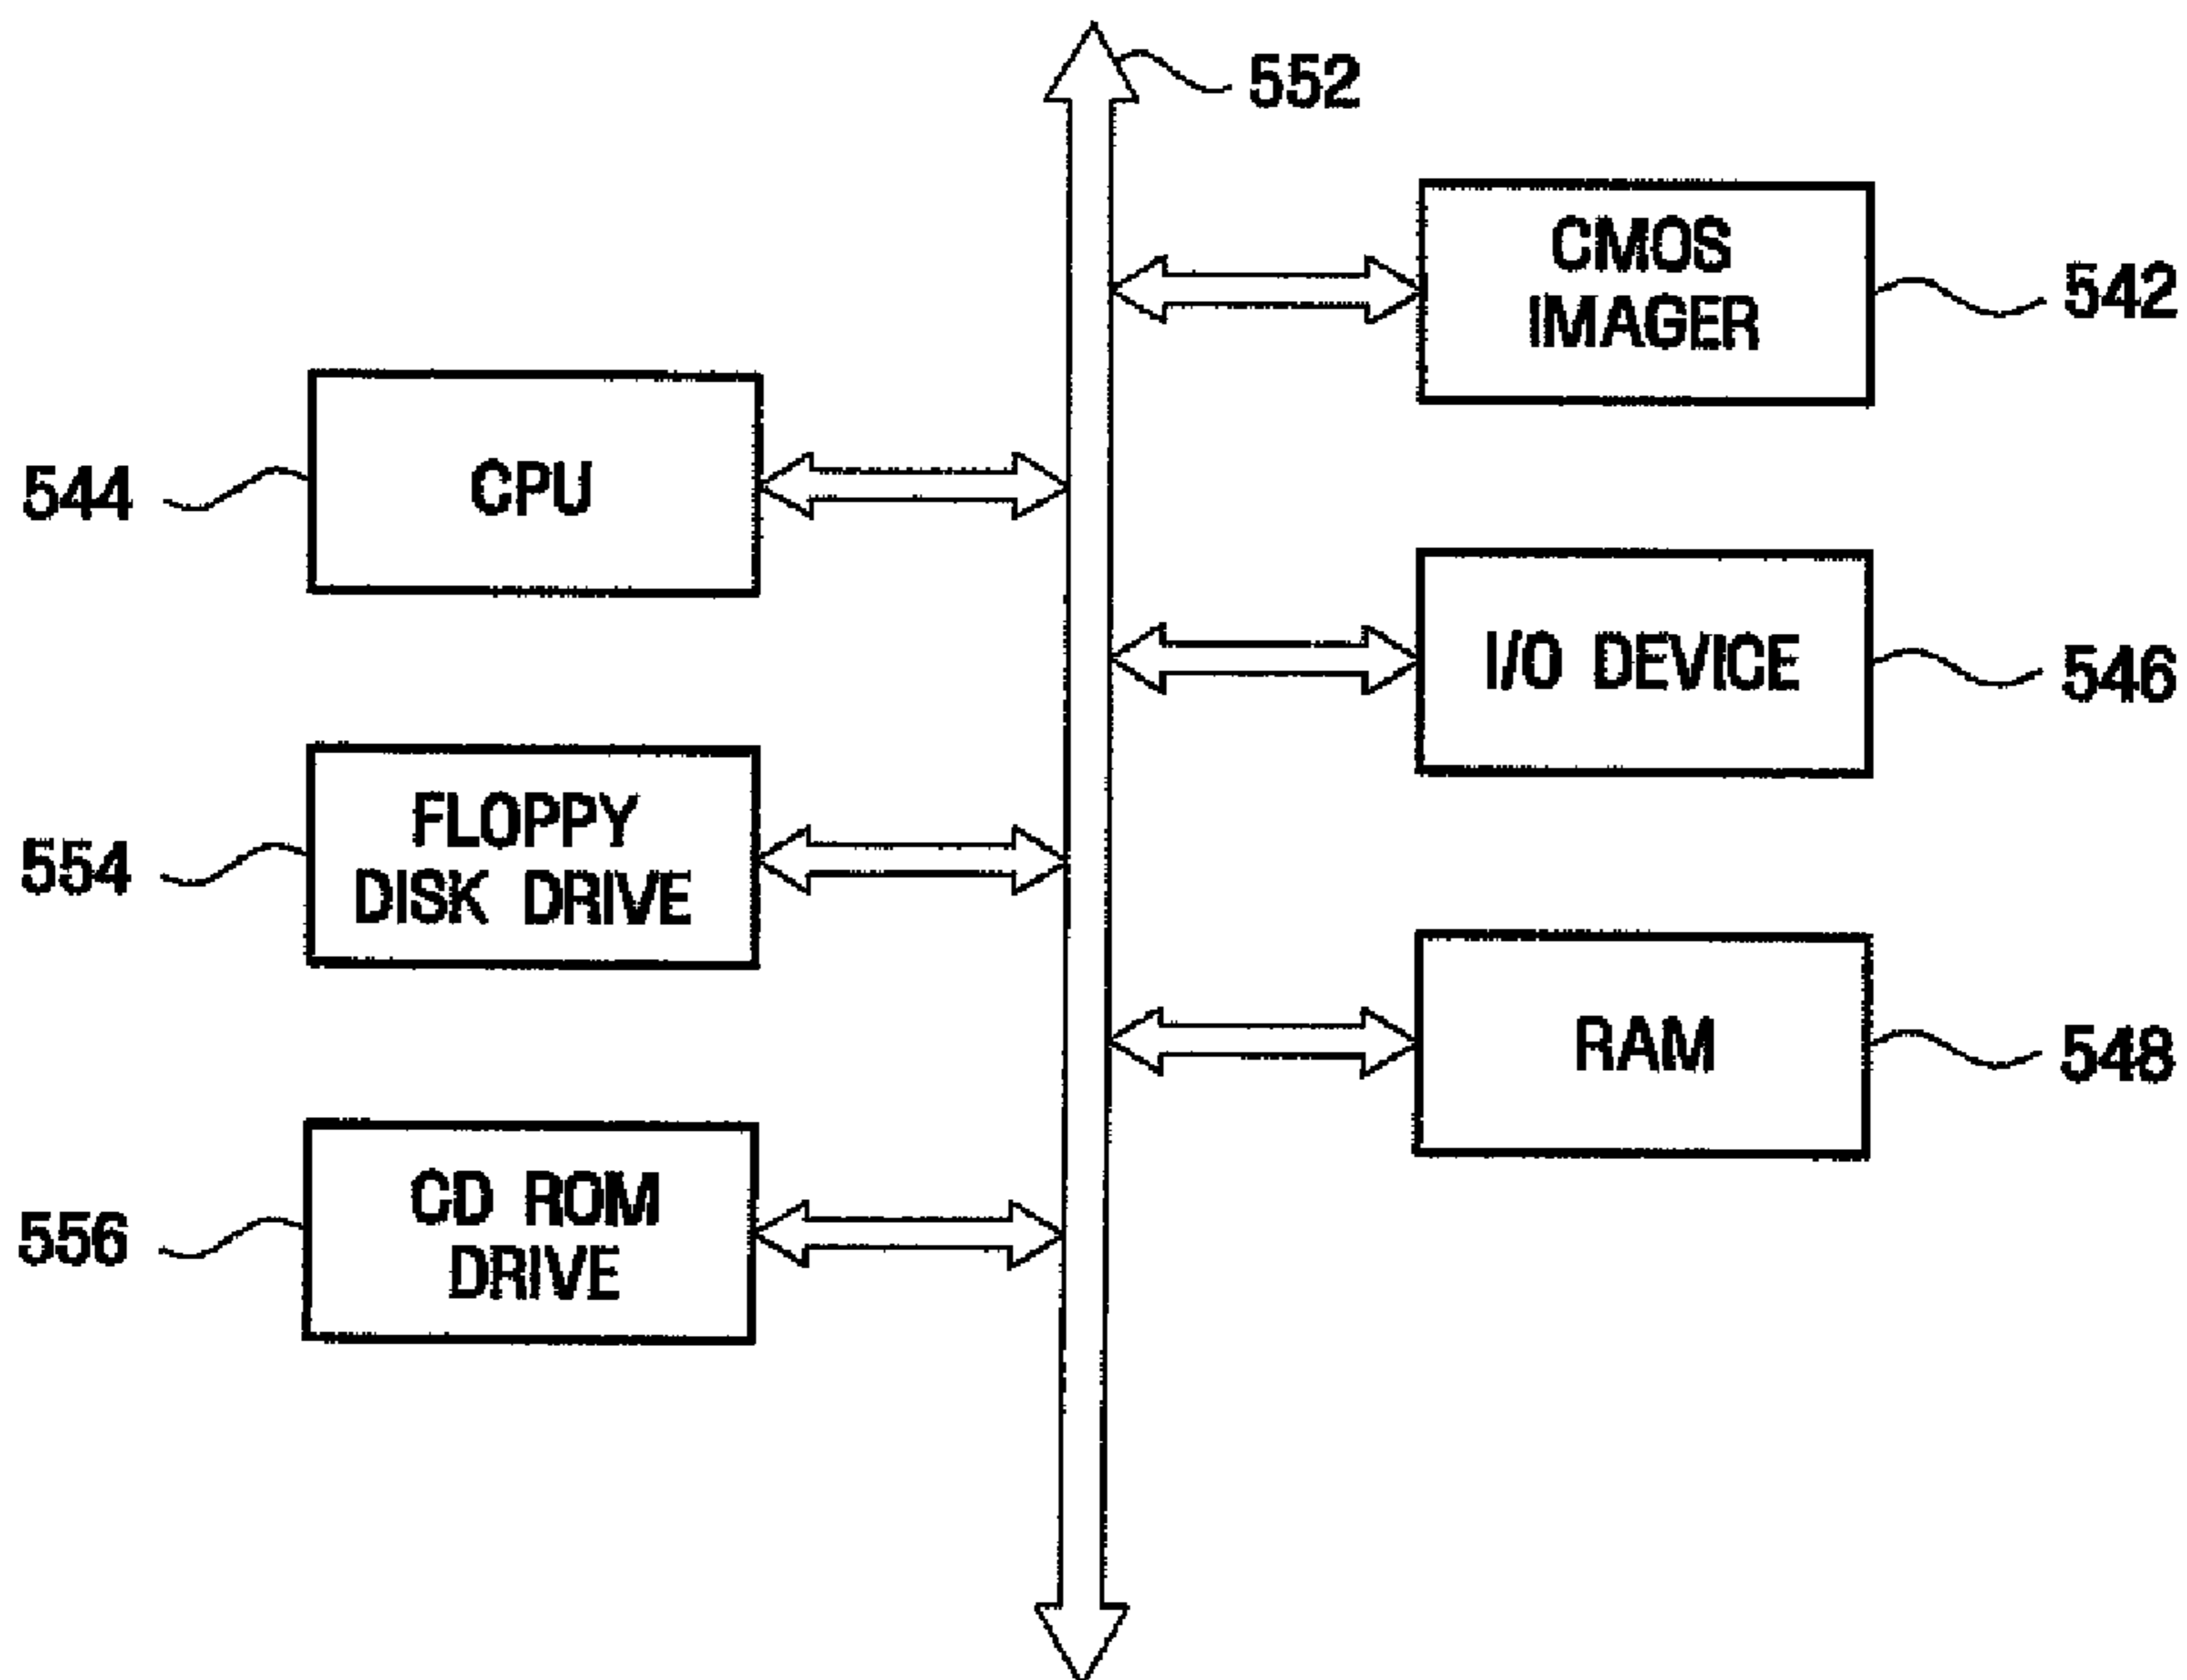 552
CMOS
IMAGER
542
544
CPU
I/O DEVICE
546
554
FLOPPY
DISK DRIVE
RAM
548
556
CD ROM
DRIVE